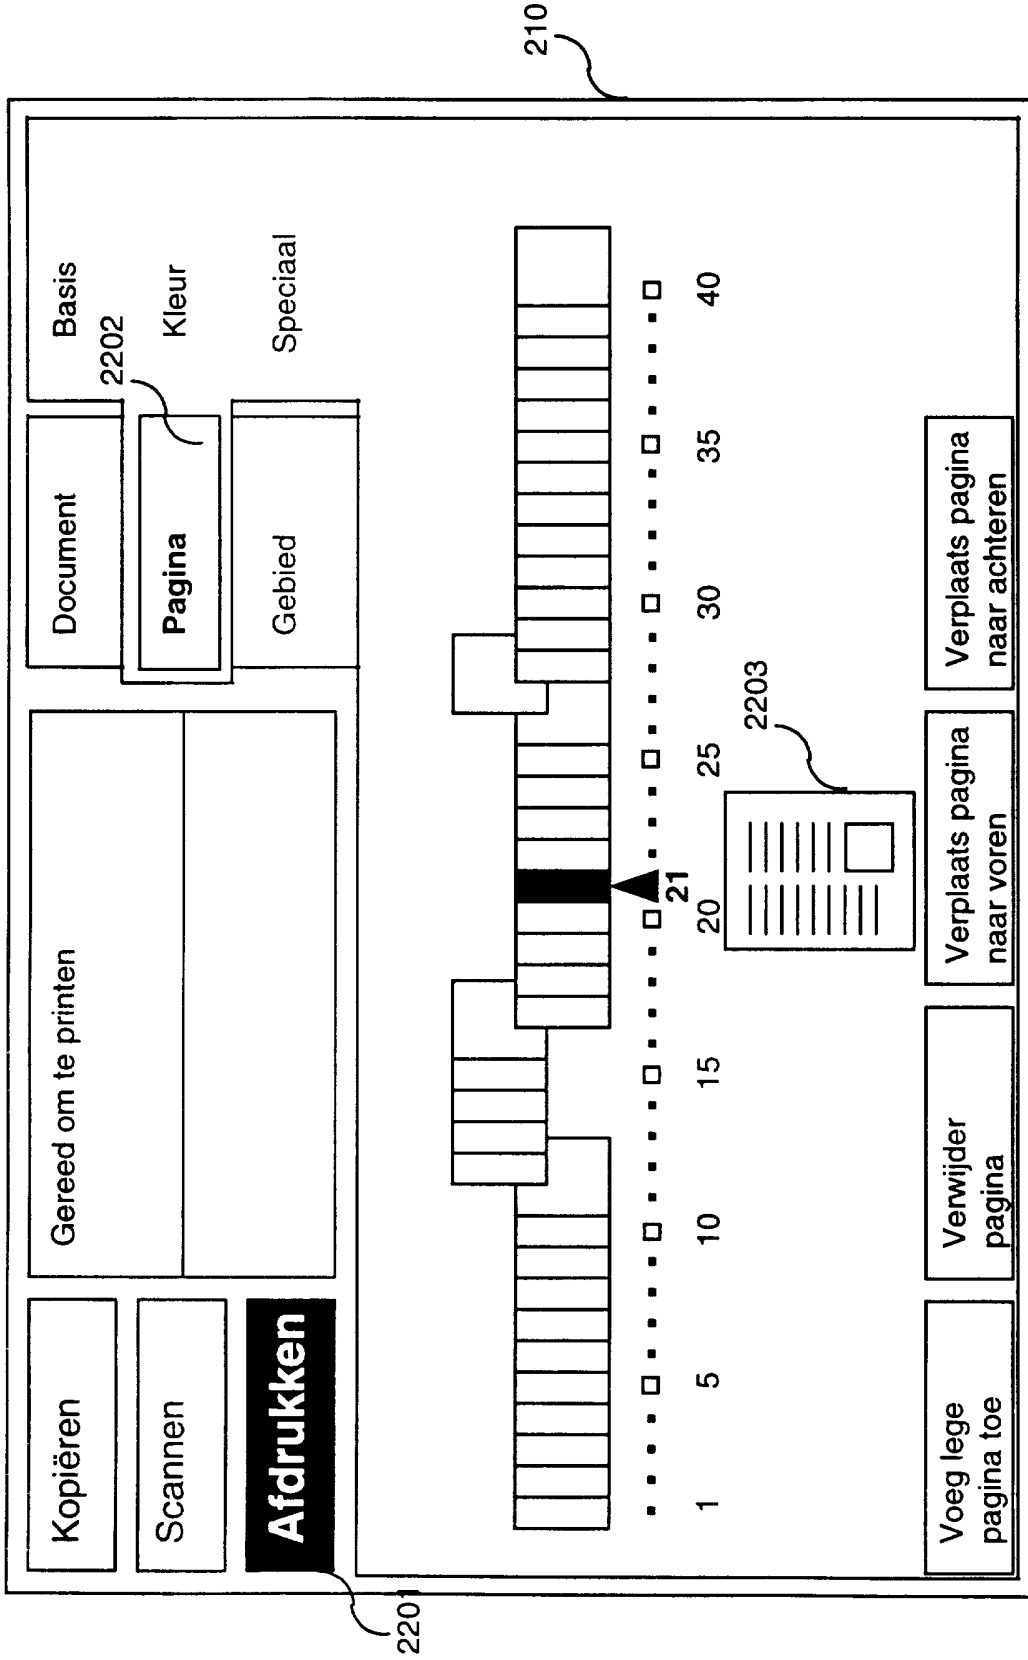 210
Kopiëren
Gereed om te printen
Document
Basis
2202
Scannen
Pagina
Kleur
Afdrukken
Gebied
Speciaal
2201
21
1 5 10 15 20 25 30 35 40
2203
Voeg lege
pagina toe
Verwijder
pagina
Verplaats pagina
naar voren
Verplaats pagina
naar achteren